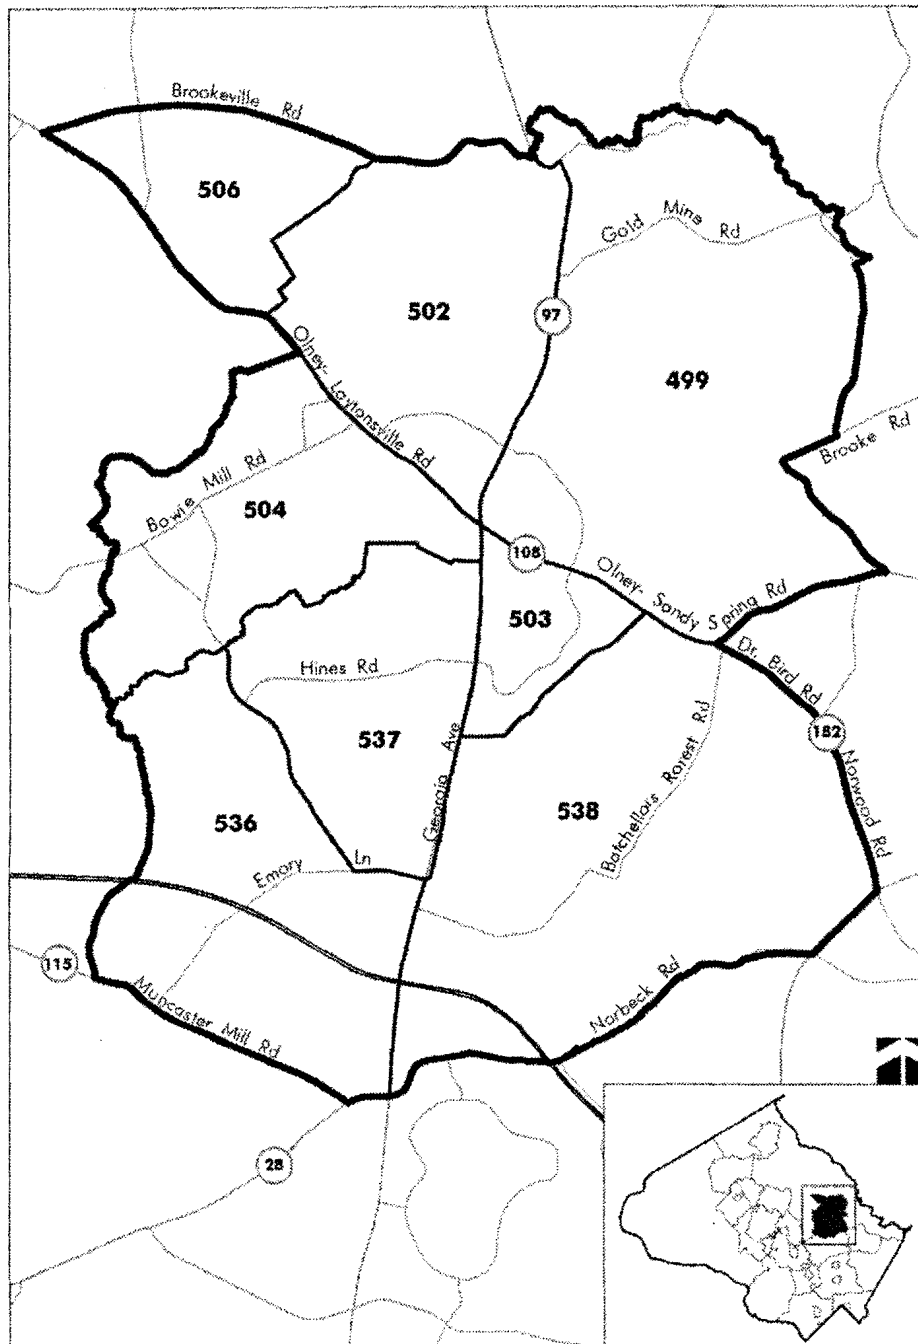 Brookeville Rd
506
Gold Mine Rd
502
97
499
Olney- Laytonsville Rd
Brooke Rd
Bowie Mill Rd
504
108
Olney- Sandy Spring Rd
503
Dr. Bird Rd
Hines Rd
182
537
Georgia Ave
Norwood Rd
536
538
Batchellors Forest Rd
Emory Ln
115
Muncaster Mill Rd
Norbeck Rd
28